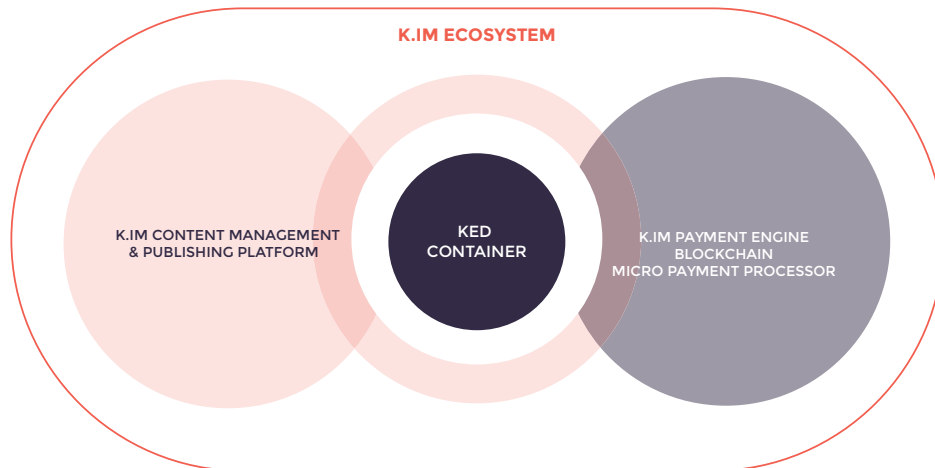 K.IM ECOSYSTEM
K.IM CONTENT MANAGEMENT
& PUBLISHING PLATFORM
KED
CONTAINER
K.IM PAYMENT ENGINE
BLOCKCHAIN
MICRO PAYMENT PROCESSOR